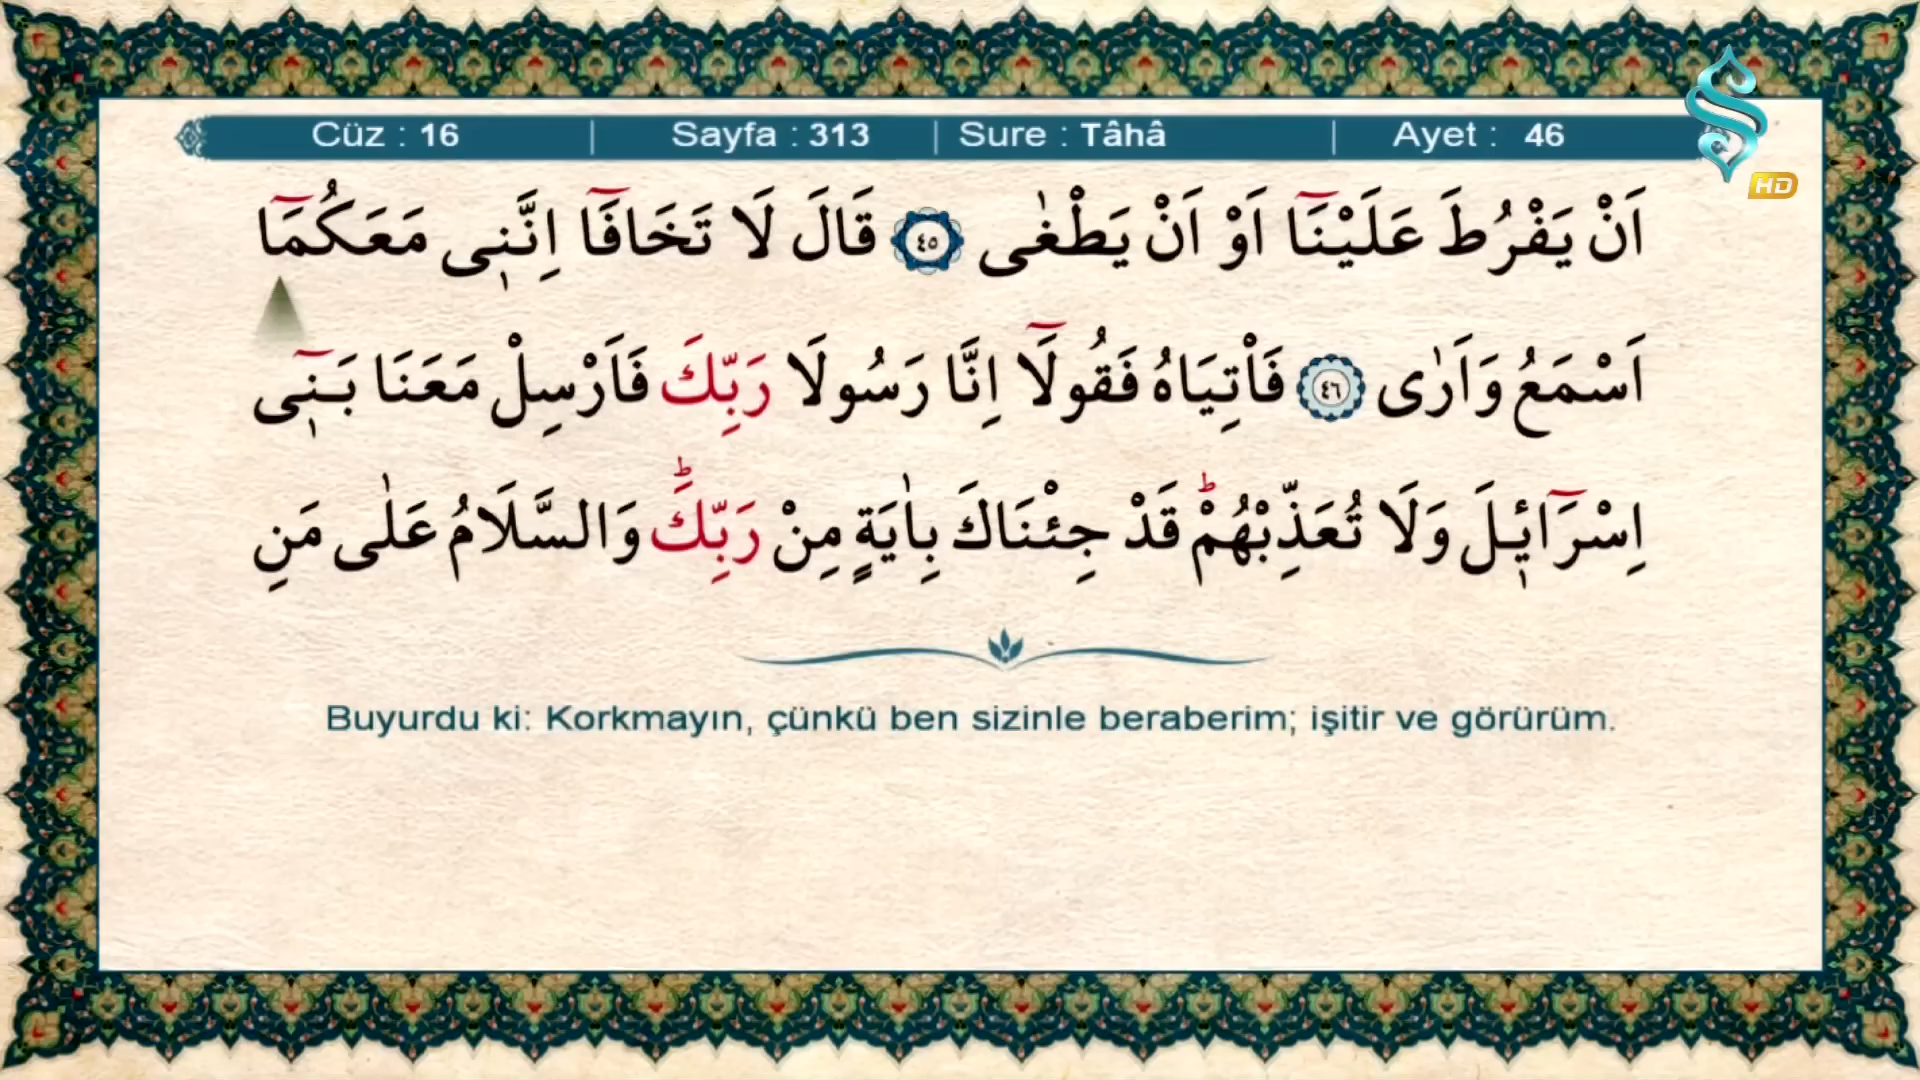 Cüz : 16 | Sayfa : 313 | Sure : Tâhâ | Ayet : 46
HD
اَنْ يَفْرُطَ عَلَيْنَٓا اَوْ اَنْ يَطْغٰى ﴿٤٥﴾ قَالَ لَا تَخَافَٓا اِنَّن۪ى مَعَكُمَٓا
اَسْمَعُ وَاَرٰى ﴿٤٦﴾ فَأْتِيَاهُ فَقُولَٓا اِنَّا رَسُولَا رَبِّكَ فَاَرْسِلْ مَعَنَا بَن۪ٓى
اِسْرَٓائ۪لَ وَلَا تُعَذِّبْهُمْؕ قَدْ جِئْنَاكَ بِاٰيَةٍ مِنْ رَبِّكَؕ وَالسَّلَامُ عَلٰى مَنِ
Buyurdu ki: Korkmayın, çünkü ben sizinle beraberim; işitir ve görürüm.